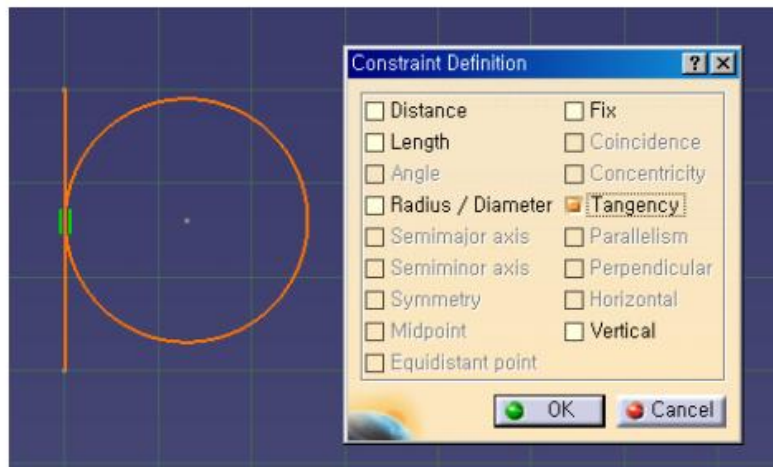 Constraint Definition
Distance
Fix
Length
Coincidence
Angle
Concentricity
Radius / Diameter
Tangency
Semimajor axis
Parallelism
Semiminor axis
Perpendicular
Symmetry
Horizontal
Midpoint
Vertical
Equidistant point
OK
Cancel